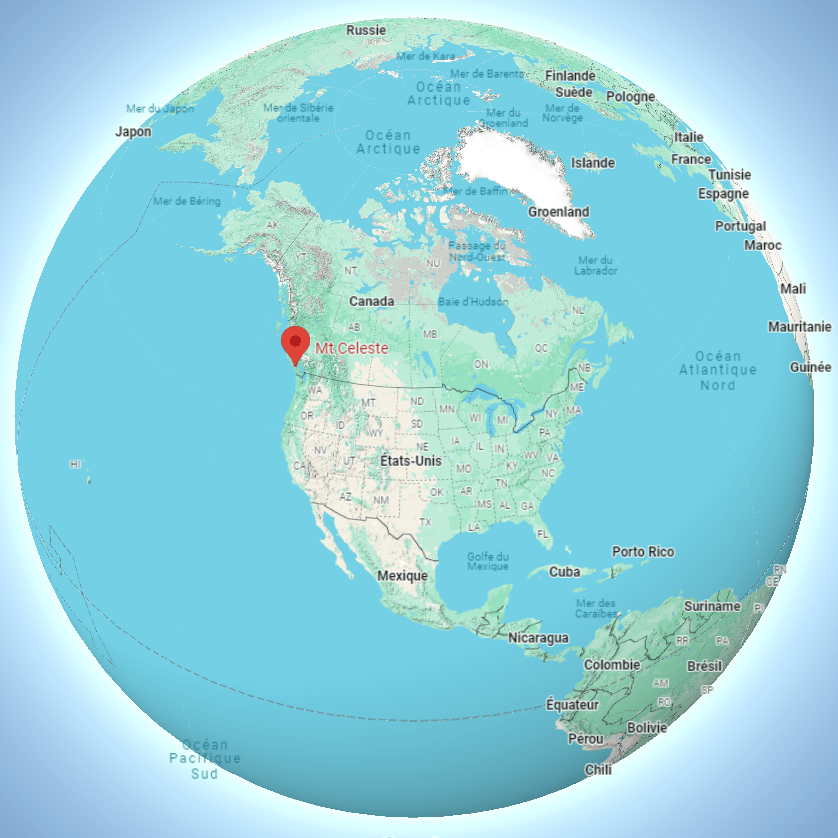 Russie
Mer de Kara
Mer de Barents
Finlande
Océan
Arctique
Suède
Pologne
Mer du Japon
Mer de Sibérie
orientale
Mer du
Groenland
Mer de
Norvège
Japon
Océan
Arctique
Italie
France
Islande
Tunisie
Espagne
Mer de Baffin
Mer de Béring
Groenland
AK
Portugal
Maroc
Passage du
Nord-Ouest
YT
NT
NU
Mer du
Labrador
Mali
Canada
Baie d'Hudson
NL
AB
MB
Mauritanie
Mt Celeste
QC
ON
Océan
Atlantique
Nord
NB
Guinée
WA
ME
MT
ND
OR
MN
NY
MA
ID
SD
WI
MI
WY
PA
NE
IA
IL
IN
NV
UT
États-Unis
WV
VA
HI
CA
MO
KY
NC
AZ
NM
OK
AR
TN
MS
AL
GA
TX
LA
FL
Golfe du
Mexique
Porto Rico
Cuba
Mexique
RN
CE
Mer des
Caraïbes
Suriname
Nicaragua
RR
PA
Colombie
Brésil
AM
SP
Équateur
RO
Bolivie
Pérou
Océan
Pacifique
Sud
Chili